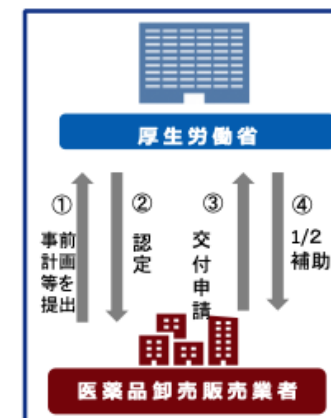 厚生労働省
①
事前
計画
等を
提出
②
認定
③
交付申請
④
1/2
補助
医薬品卸売販売業者